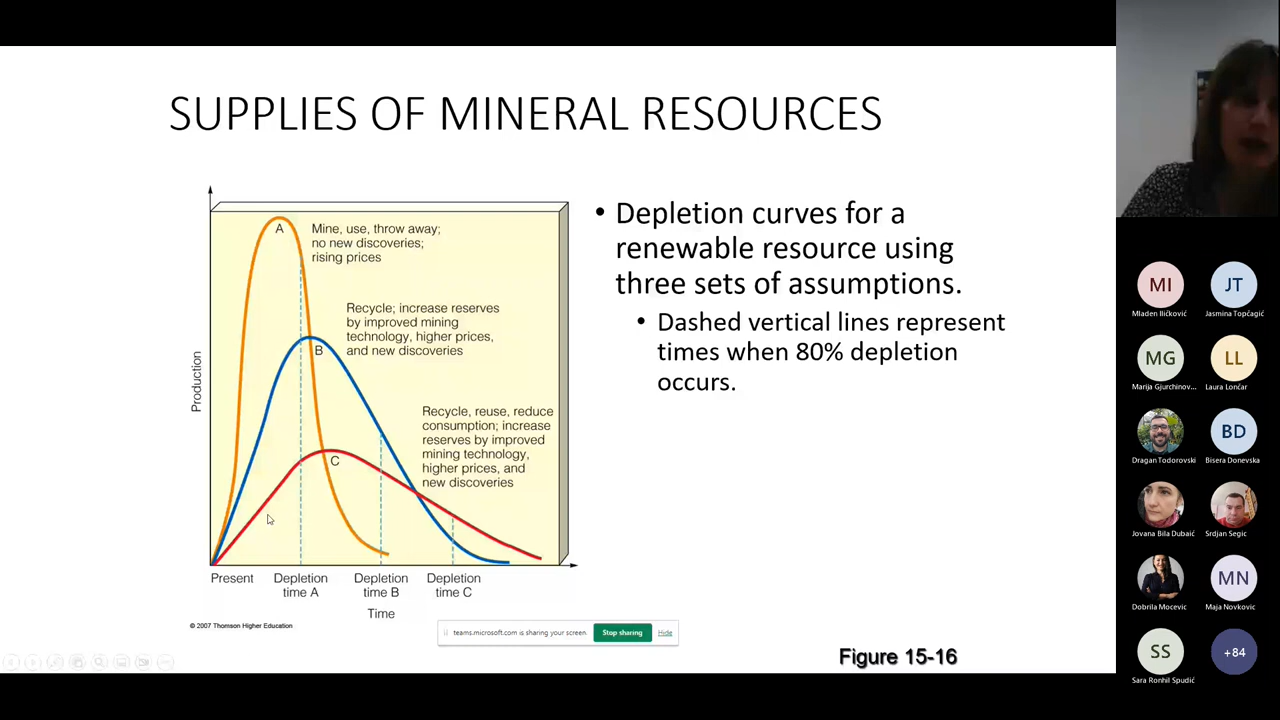 SUPPLIES OF MINERAL RESOURCES
A
Mine, use, throw away;
no new discoveries;
rising prices
Recycle; increase reserves
by improved mining
technology, higher prices,
and new discoveries
B
Recycle, reuse, reduce
consumption; increase
reserves by improved
mining technology,
higher prices, and
new discoveries
C
Production
Present
Depletion
time A
Depletion
time B
Depletion
time C
Time
© 2007 Thomson Higher Education
• Depletion curves for a
renewable resource using
three sets of assumptions.
• Dashed vertical lines represent
times when 80% depletion
occurs.
teams.microsoft.com is sharing your screen.
Stop sharing
Hide
Figure 15-16
MI
Mladen Iličković
JT
Jasmina Topčagić
MG
Marija Gjurchinov...
LL
Laura Lončar
Dragan Todorovski
BD
Bisera Donevska
Jovana Bila Dubaić
Srdjan Segic
Dobrila Mocevic
MN
Maja Novkovic
SS
Sara Ronhil Spudić
+84